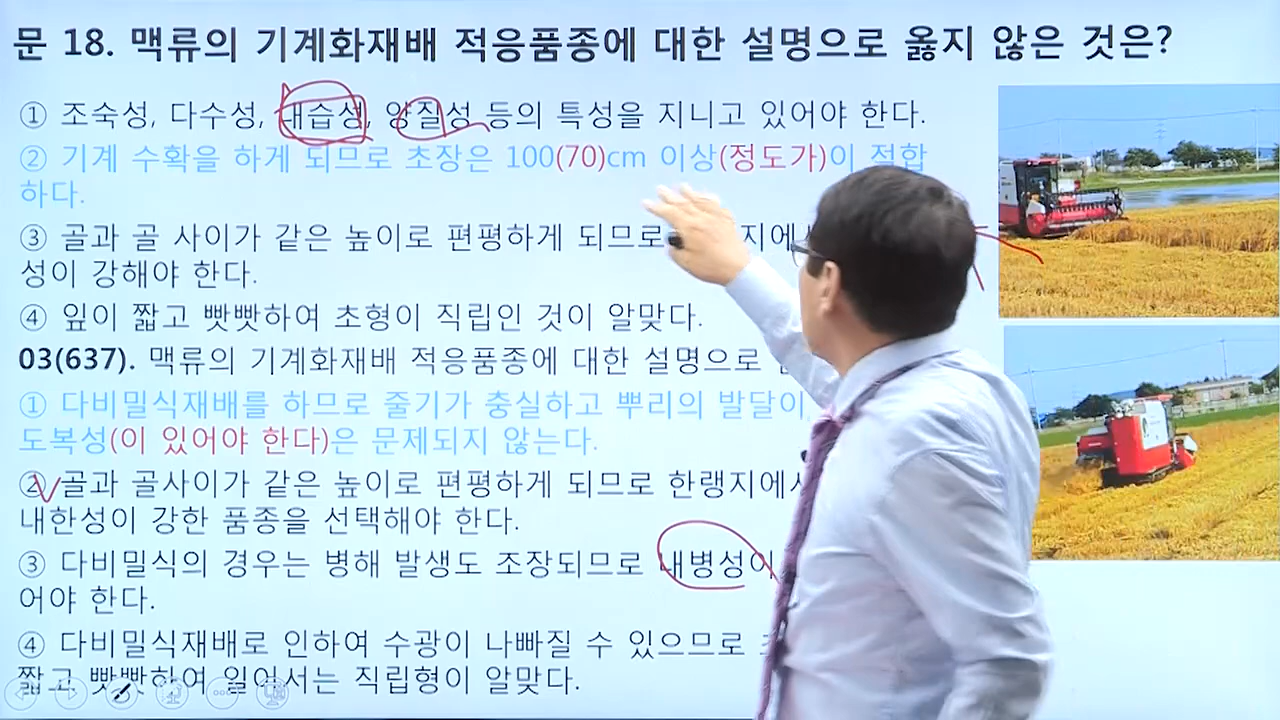 문 18. 맥류의 기계화재배 적응품종에 대한 설명으로 옳지 않은 것은?
① 조숙성, 다수성, 내습성, 양질성 등의 특성을 지니고 있어야 한다.
② 기계 수확을 하게 되므로 초장은 100(70)cm 이상(정도가)이 적합
하다.
③ 골과 골 사이가 같은 높이로 편평하게 되므로
성이 강해야 한다.
④ 잎이 짧고 빳빳하여 초형이 직립인 것이 알맞다.
03(637). 맥류의 기계화재배 적응품종에 대한 설명으로
① 다비밀식재배를 하므로 줄기가 충실하고 뿌리의 발달이
도복성(이 있어야 한다)은 문제되지 않는다.
② 골과 골사이가 같은 높이로 편평하게 되므로 한랭지에서
내한성이 강한 품종을 선택해야 한다.
③ 다비밀식의 경우는 병해 발생도 조장되므로 내병성이
어야 한다.
④ 다비밀식재배로 인하여 수광이 나빠질 수 있으므로
짧고 빳빳하여 일어서는 직립형이 알맞다.